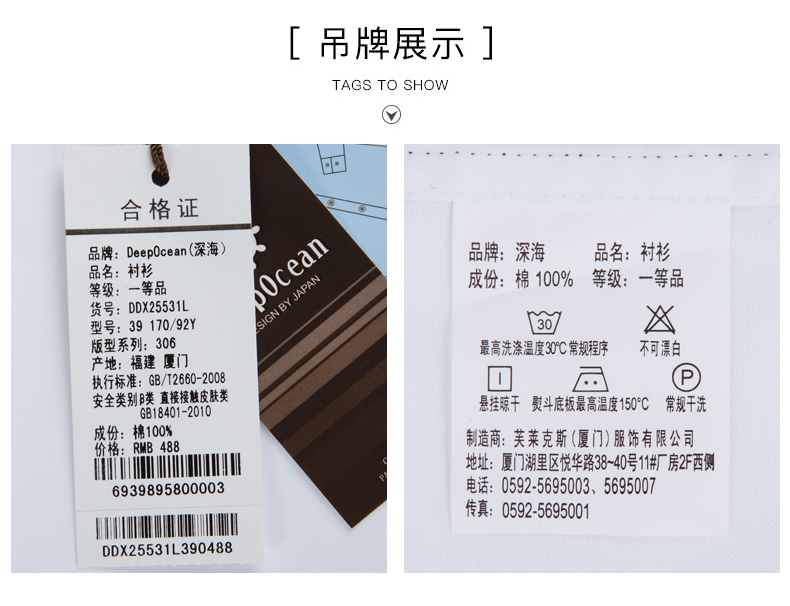 [ 吊牌展示 ]
TAGS TO SHOW
合格证
品牌：DeepOcean(深海)
品名：衬衫
等级：一等品
货号：DDX25531L
型号：39 170/92Y
版型系列：306
产地：福建 厦门
执行标准：GB/T2660-2008
安全类别B类 直接接触皮肤类
GB18401-2010
成份：棉100%
价格：RMB 488
6939895800003
DDX25531L390488
pOcean
ESIGN BY JAPAN
品牌：深海 品名：衬衫
成份：棉 100% 等级：一等品
30
最高洗涤温度30℃常规程序 不可漂白
P
悬挂晾干 熨斗底板最高温度150℃ 常规干洗
制造商：芙莱克斯(厦门)服饰有限公司
地址：厦门湖里区悦华路38~40号11#厂房2F西侧
电话：0592-5695003、5695007
传真：0592-5695001